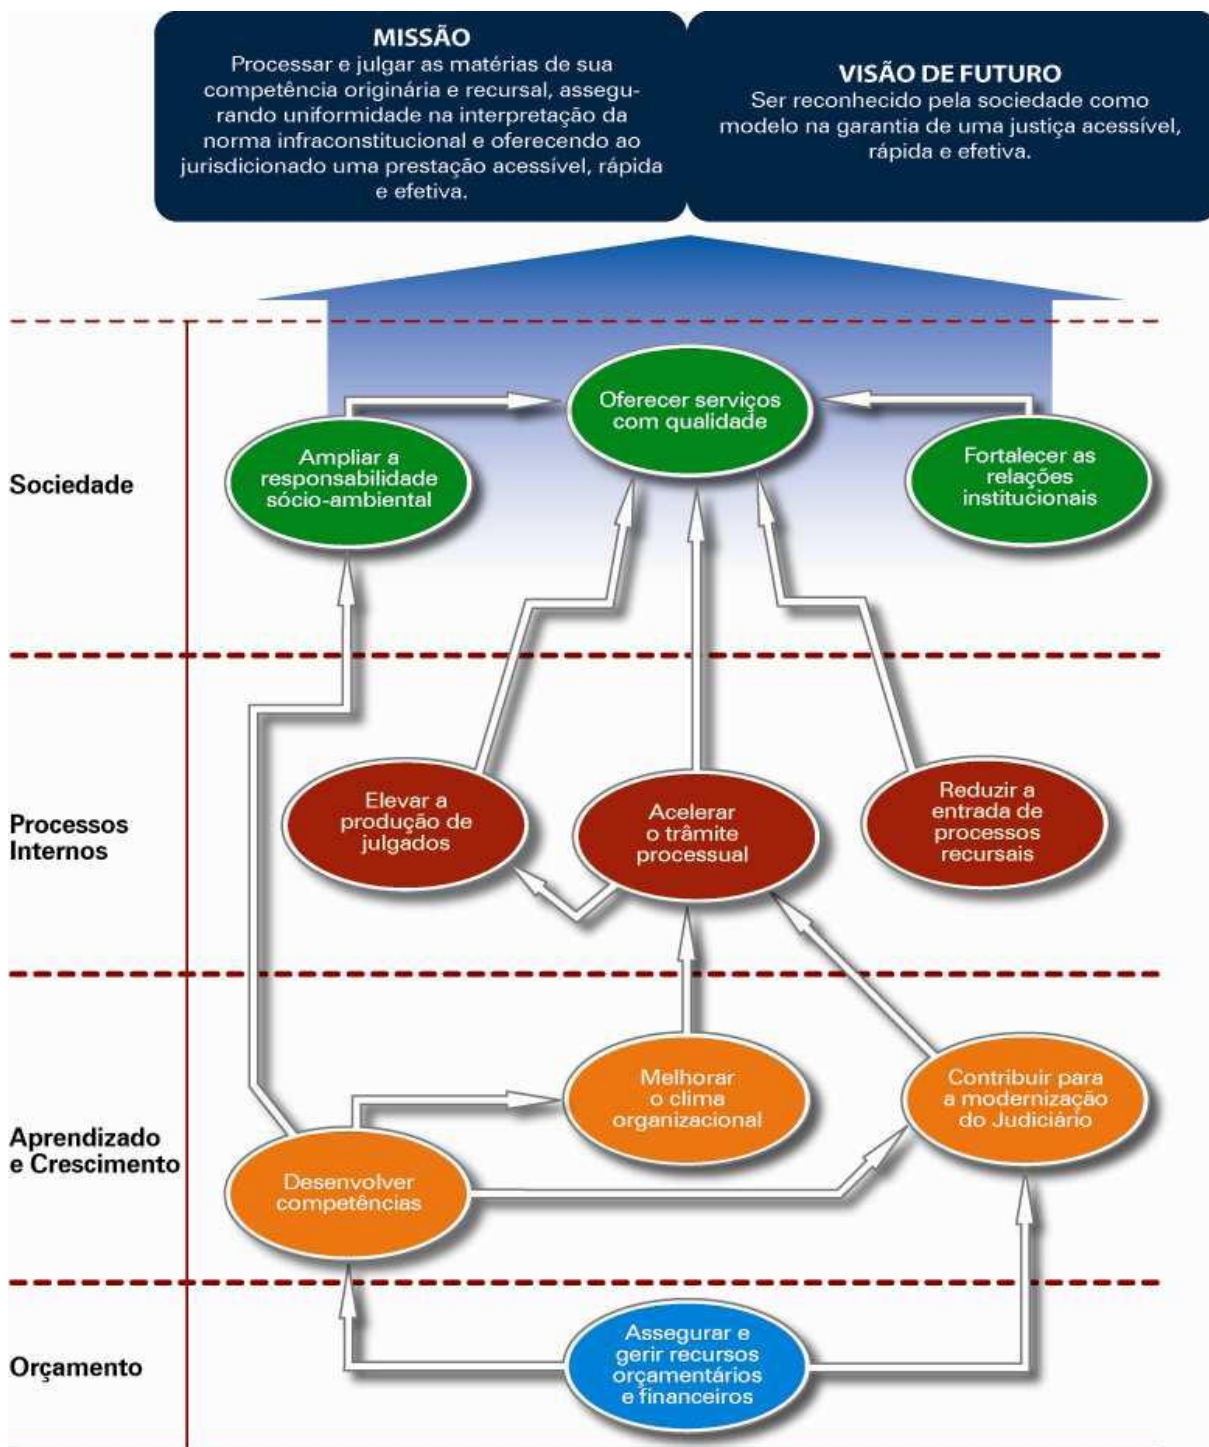 MISSÃO
Processar e julgar as matérias de sua
competência originária e recursal, assegu-
rando uniformidade na interpretação da
norma infraconstitucional e oferecendo ao
jurisdicionado uma prestação acessível, rápida
e efetiva.
VISÃO DE FUTURO
Ser reconhecido pela sociedade como
modelo na garantia de uma justiça acessível,
rápida e efetiva.
Sociedade
Oferecer serviços
com qualidade
Ampliar a
responsabilidade
sócio-ambiental
Fortalecer as
relações
institucionais
Processos
Internos
Elevar a
produção de
julgados
Acelerar
o trâmite
processual
Reduzir a
entrada de
processos
recursais
Aprendizado
e Crescimento
Melhorar
o clima
organizacional
Contribuir para
a modernização
do Judiciário
Desenvolver
competências
Orçamento
Assegurar e
gerir recursos
orçamentários
e financeiros